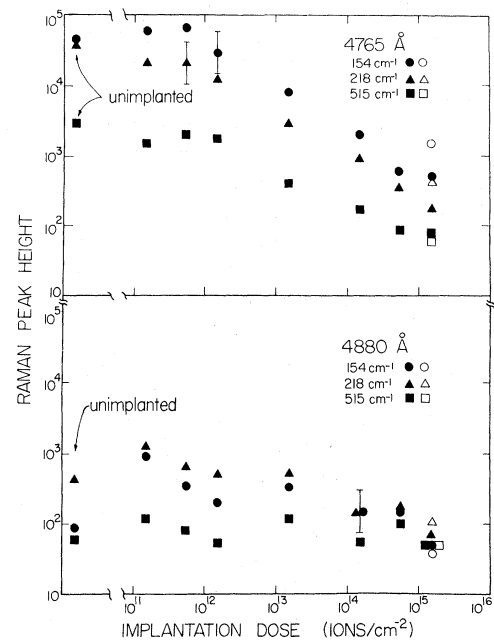 10⁵
4765 Å
154 cm⁻¹
218 cm⁻¹
515 cm⁻¹
10⁴
unimplanted
10³
10²
10
RAMAN PEAK HEIGHT
10⁵
4880 Å
154 cm⁻¹
218 cm⁻¹
515 cm⁻¹
10⁴
unimplanted
10³
10²
10
10¹¹ 10¹² 10¹³ 10¹⁴ 10¹⁵ 10¹⁶
IMPLANTATION DOSE (IONS/cm⁻²)